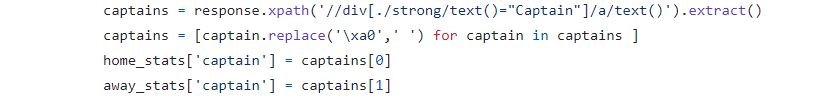 captains = response.xpath('//div[./strong/text()="Captain"]/a/text()').extract()
captains = [captain.replace('\xa0',' ') for captain in captains ]
home_stats['captain'] = captains[0]
away_stats['captain'] = captains[1]